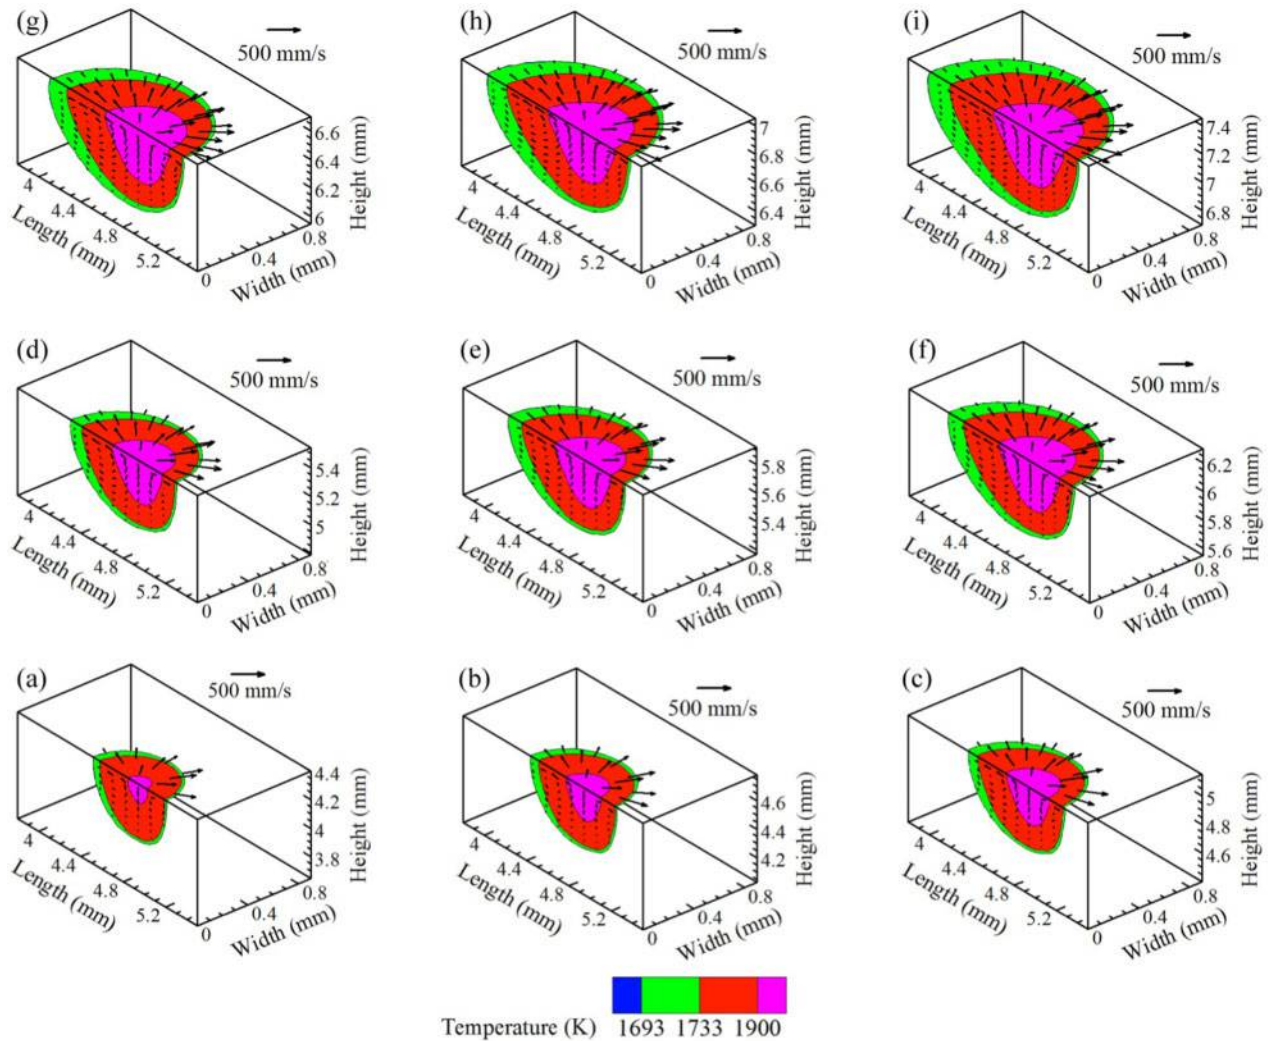 (g)
500 mm/s
6.6
6.4
6.2
6
Height (mm)
4
4.4
4.8
5.2
Length (mm)
0
0.4
0.8
Width (mm)
(h)
500 mm/s
7
6.8
6.6
6.4
Height (mm)
4
4.4
4.8
5.2
Length (mm)
0
0.4
0.8
Width (mm)
(i)
500 mm/s
7.4
7.2
7
6.8
Height (mm)
4
4.4
4.8
5.2
Length (mm)
0
0.4
0.8
Width (mm)
(d)
500 mm/s
5.4
5.2
5
Height (mm)
4
4.4
4.8
5.2
Length (mm)
0
0.4
0.8
Width (mm)
(e)
500 mm/s
5.8
5.6
5.4
Height (mm)
4
4.4
4.8
5.2
Length (mm)
0
0.4
0.8
Width (mm)
(f)
500 mm/s
6.2
6
5.8
5.6
Height (mm)
4
4.4
4.8
5.2
Length (mm)
0
0.4
0.8
Width (mm)
(a)
500 mm/s
4.4
4.2
4
3.8
Height (mm)
4
4.4
4.8
5.2
Length (mm)
0
0.4
0.8
Width (mm)
(b)
500 mm/s
4.6
4.4
4.2
Height (mm)
4
4.4
4.8
5.2
Length (mm)
0
0.4
0.8
Width (mm)
(c)
500 mm/s
5
4.8
4.6
Height (mm)
4
4.4
4.8
5.2
Length (mm)
0
0.4
0.8
Width (mm)
Temperature (K) 1693 1733 1900